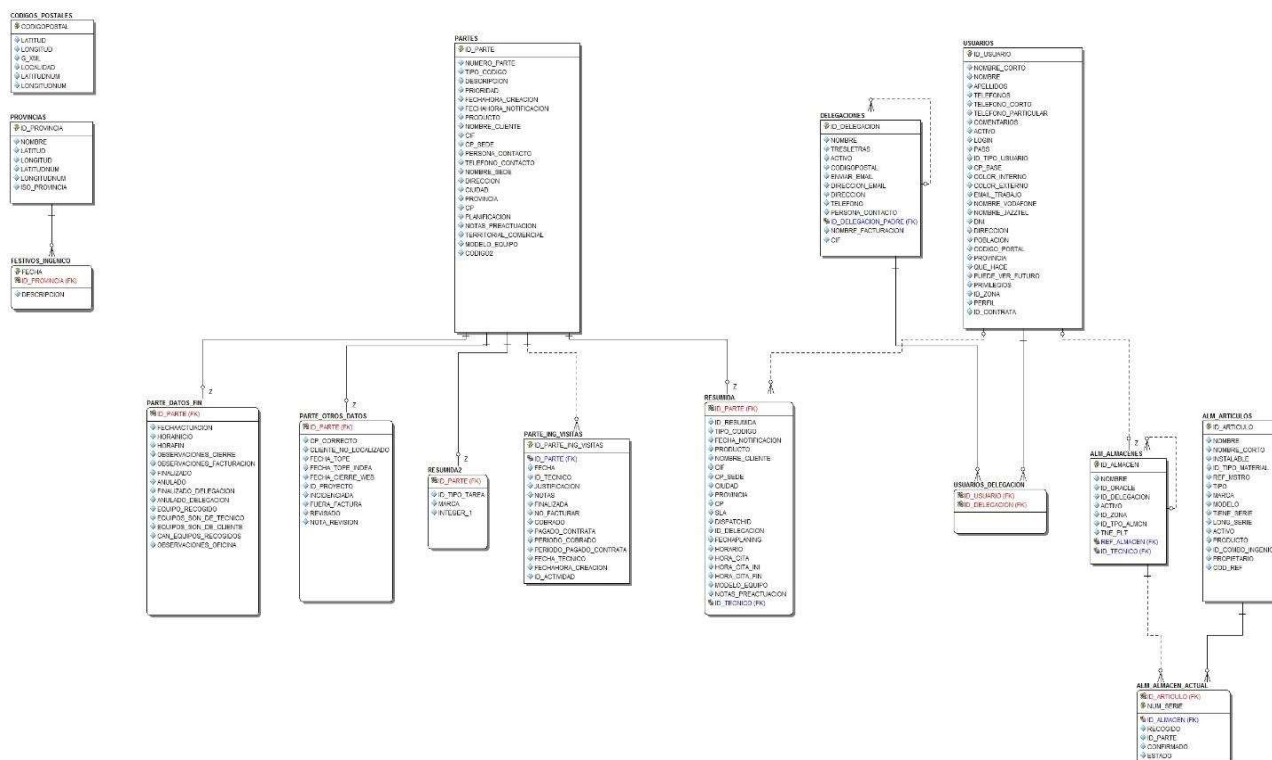 CODIGOS_POSTALES
CODIGOPOSTAL
LATITUD
LONGITUD
G_XML
LOCALIDAD
LATITUDNUM
LONGITUDNUM
PROVINCIAS
ID_PROVINCIA
NOMBRE
LATITUD
LONGITUD
LATITUDNUM
LONGITUDNUM
ISO_PROVINCIA
FESTIVOS_INGENICO
FECHA
ID_PROVINCIA (FK)
DESCRIPCION
PARTES
ID_PARTE
NUMERO_PARTE
TIPO_CODIGO
DESCRIPCION
PRIORIDAD
FECHAHORA_CREACION
FECHAHORA_NOTIFICACION
PRODUCTO
NOMBRE_CLIENTE
CIF
CP_SEDE
PERSONA_CONTACTO
TELEFONO_CONTACTO
NOMBRE_SEDE
DIRECCION
CIUDAD
PROVINCIA
CP
PLANIFICACION
NOTAS_PREACTUACION
TERRITORIAL_COMERCIAL
MODELO_EQUIPO
CODIGO2
DELEGACIONES
ID_DELEGACION
NOMBRE
TRESLETRAS
ACTIVO
CODIGOPOSTAL
ENVIAR_EMAIL
DIRECCION_EMAIL
DIRECCION
TELEFONO
PERSONA_CONTACTO
ID_DELEGACION_PADRE (FK)
NOMBRE_FACTURACION
CIF
USUARIOS
ID_USUARIO
NOMBRE_CORTO
NOMBRE
APELLIDOS
TELEFONOS
TELEFONO_CORTO
TELEFONO_PARTICULAR
COMENTARIOS
ACTIVO
LOGIN
PASS
ID_TIPO_USUARIO
CP_BASE
COLOR_INTERNO
COLOR_EXTERNO
EMAIL_TRABAJO
NOMBRE_VODAFONE
NOMBRE_JAZZTEL
DNI
DIRECCION
POBLACION
CODIGO_POSTAL
PROVINCIA
QUE_HACE
PUEDE_VER_FUTURO
PRIVILEGIOS
ID_ZONA
PERFIL
ID_CONTRATA
Z
PARTE_DATOS_FIN
ID_PARTE (FK)
FECHAACTUACION
HORAINICIO
HORAFIN
OBSERVACIONES_CIERRE
OBSERVACIONES_FACTURACION
FINALIZADO
ANULADO
FINALIZADO_DELEGACION
ANULADO_DELEGACION
EQUIPO_RECOGIDO
EQUIPOS_SON_DE_TECNICO
EQUIPOS_SON_DE_CLIENTE
CAN_EQUIPOS_RECOGIDOS
OBSERVACIONES_OFICINA
Z
PARTE_OTROS_DATOS
ID_PARTE (FK)
CP_CORRECTO
CLIENTE_NO_LOCALIZADO
FECHA_TOPE
FECHA_TOPE_INDEA
FECHA_CIERRE_WEB
ID_PROYECTO
INCIDENCIADA
FUERA_FACTURA
REVISADO
NOTA_REVISION
Z
RESUMIDA2
ID_PARTE (FK)
ID_TIPO_TAREA
MARCA
INTEGER_1
PARTE_ING_VISITAS
ID_PARTE_ING_VISITAS
ID_PARTE (FK)
FECHA
ID_TECNICO
JUSTIFICACION
NOTAS
FINALIZADA
NO_FACTURAR
COBRADO
PAGADO_CONTRATA
PERIODO_COBRADO
PERIODO_PAGADO_CONTRATA
FECHA_TECNICO
FECHAHORA_CREACION
ID_ACTIVIDAD
Z
RESUMIDA
ID_PARTE (FK)
ID_RESUMIDA
TIPO_CODIGO
FECHA_NOTIFICACION
PRODUCTO
NOMBRE_CLIENTE
CIF
CP_SEDE
CIUDAD
PROVINCIA
CP
SLA
DISPATCHID
ID_DELEGACION
FECHAPLANING
HORARIO
HORA_CITA
HORA_CITA_INI
HORA_CITA_FIN
MODELO_EQUIPO
NOTAS_PREACTUACION
ID_TECNICO (FK)
USUARIOS_DELEGACION
ID_USUARIO (FK)
ID_DELEGACION (FK)
Z
ALM_ALMACENES
ID_ALMACEN
NOMBRE
ID_ORACLE
ID_DELEGACION
ACTIVO
ID_ZONA
ID_TPO_ALMCN
TNE_PLT
REF_ALMACEN (FK)
ID_TECNICO (FK)
ALM_ARTICULOS
ID_ARTICULO
NOMBRE
NOMBRE_CORTO
INSTALABLE
ID_TIPO_MATERIAL
REF_MSTRO
TIPO
MARCA
MODELO
TIENE_SERIE
LONG_SERIE
ACTIVO
PRODUCTO
ID_COMBO_INGENICO
PROPIETARIO
COD_REF
ALM_ALMACEN_ACTUAL
ID_ARTICULO (FK)
NUM_SERIE
ID_ALMACEN (FK)
RECOGIDO
ID_PARTE
CONFIRMADO
ESTADO